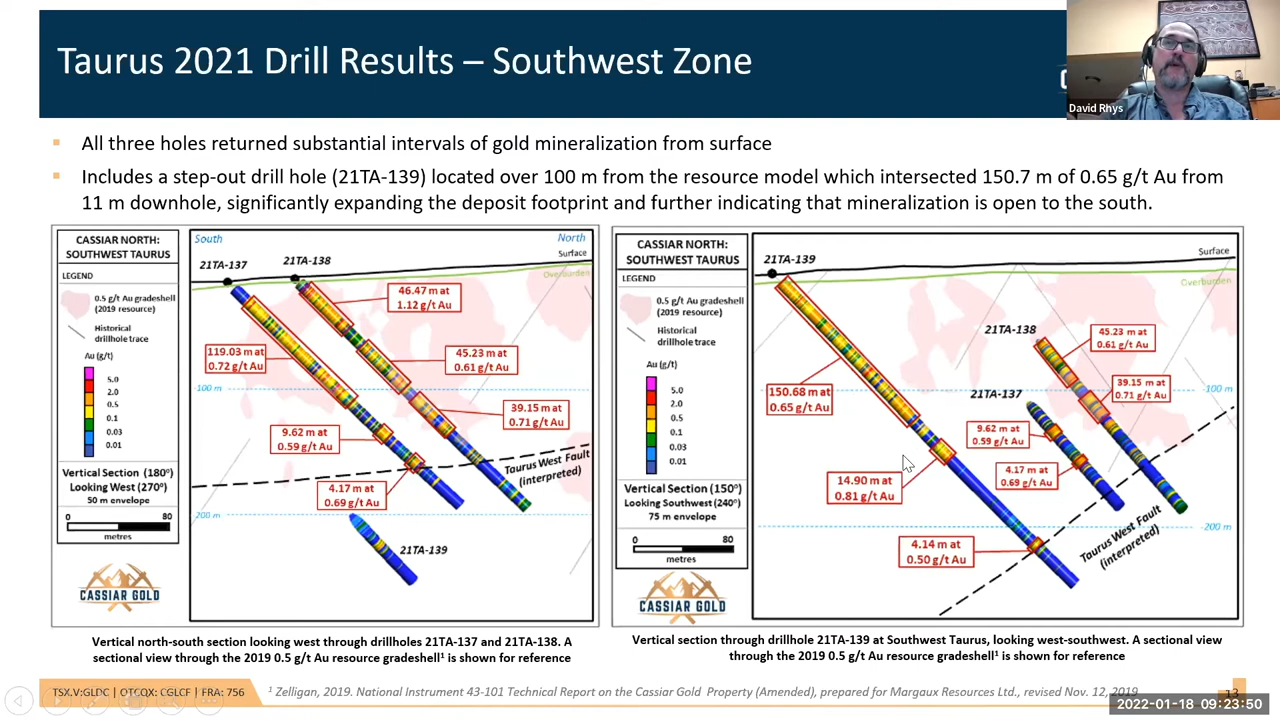 Taurus 2021 Drill Results – Southwest Zone
David Rhys
All three holes returned substantial intervals of gold mineralization from surface
Includes a step-out drill hole (21TA-139) located over 100 m from the resource model which intersected 150.7 m of 0.65 g/t Au from
11 m downhole, significantly expanding the deposit footprint and further indicating that mineralization is open to the south.
CASSIAR NORTH:
SOUTHWEST TAURUS
LEGEND
0.5 g/t Au gradeshell
(2019 resource)
Historical
drillhole trace
Au (g/t)
5.0
2.0
0.5
0.1
0.03
0.01
Vertical Section (180°)
Looking West (270°)
50 m envelope
0 80
metres
CASSIAR GOLD
South
North
21TA-137
21TA-138
Surface
Overburden
46.47 m at
1.12 g/t Au
119.03 m at
0.72 g/t Au
45.23 m at
0.61 g/t Au
100 m
39.15 m at
0.71 g/t Au
9.62 m at
0.59 g/t Au
Taurus West Fault
(interpreted)
4.17 m at
0.69 g/t Au
200 m
21TA-139
CASSIAR NORTH:
SOUTHWEST TAURUS
LEGEND
0.5 g/t Au gradeshell
(2019 resource)
Historical
drillhole trace
Au (g/t)
5.0
2.0
0.5
0.1
0.03
0.01
Vertical Section (150°)
Looking Southwest (240°)
75 m envelope
0 80
metres
CASSIAR GOLD
21TA-139
Surface
Overburden
21TA-138
45.23 m at
0.61 g/t Au
150.68 m at
0.65 g/t Au
21TA-137
39.15 m at
0.71 g/t Au
-100 m
9.62 m at
0.59 g/t Au
4.17 m at
0.69 g/t Au
14.90 m at
0.81 g/t Au
-200 m
4.14 m at
0.50 g/t Au
Taurus West Fault
(interpreted)
Vertical north-south section looking west through drillholes 21TA-137 and 21TA-138. A
sectional view through the 2019 0.5 g/t Au resource gradeshell¹ is shown for reference
Vertical section through drillhole 21TA-139 at Southwest Taurus, looking west-southwest. A sectional view
through the 2019 0.5 g/t Au resource gradeshell¹ is shown for reference
TSX.V:GLDC | OTCQX: CGLCF | FRA: 756
¹ Zelligan, 2019. National Instrument 43-101 Technical Report on the Cassiar Gold Property (Amended), prepared for Margaux Resources Ltd., revised Nov. 12, 2019
13
2022-01-18 09:23:50